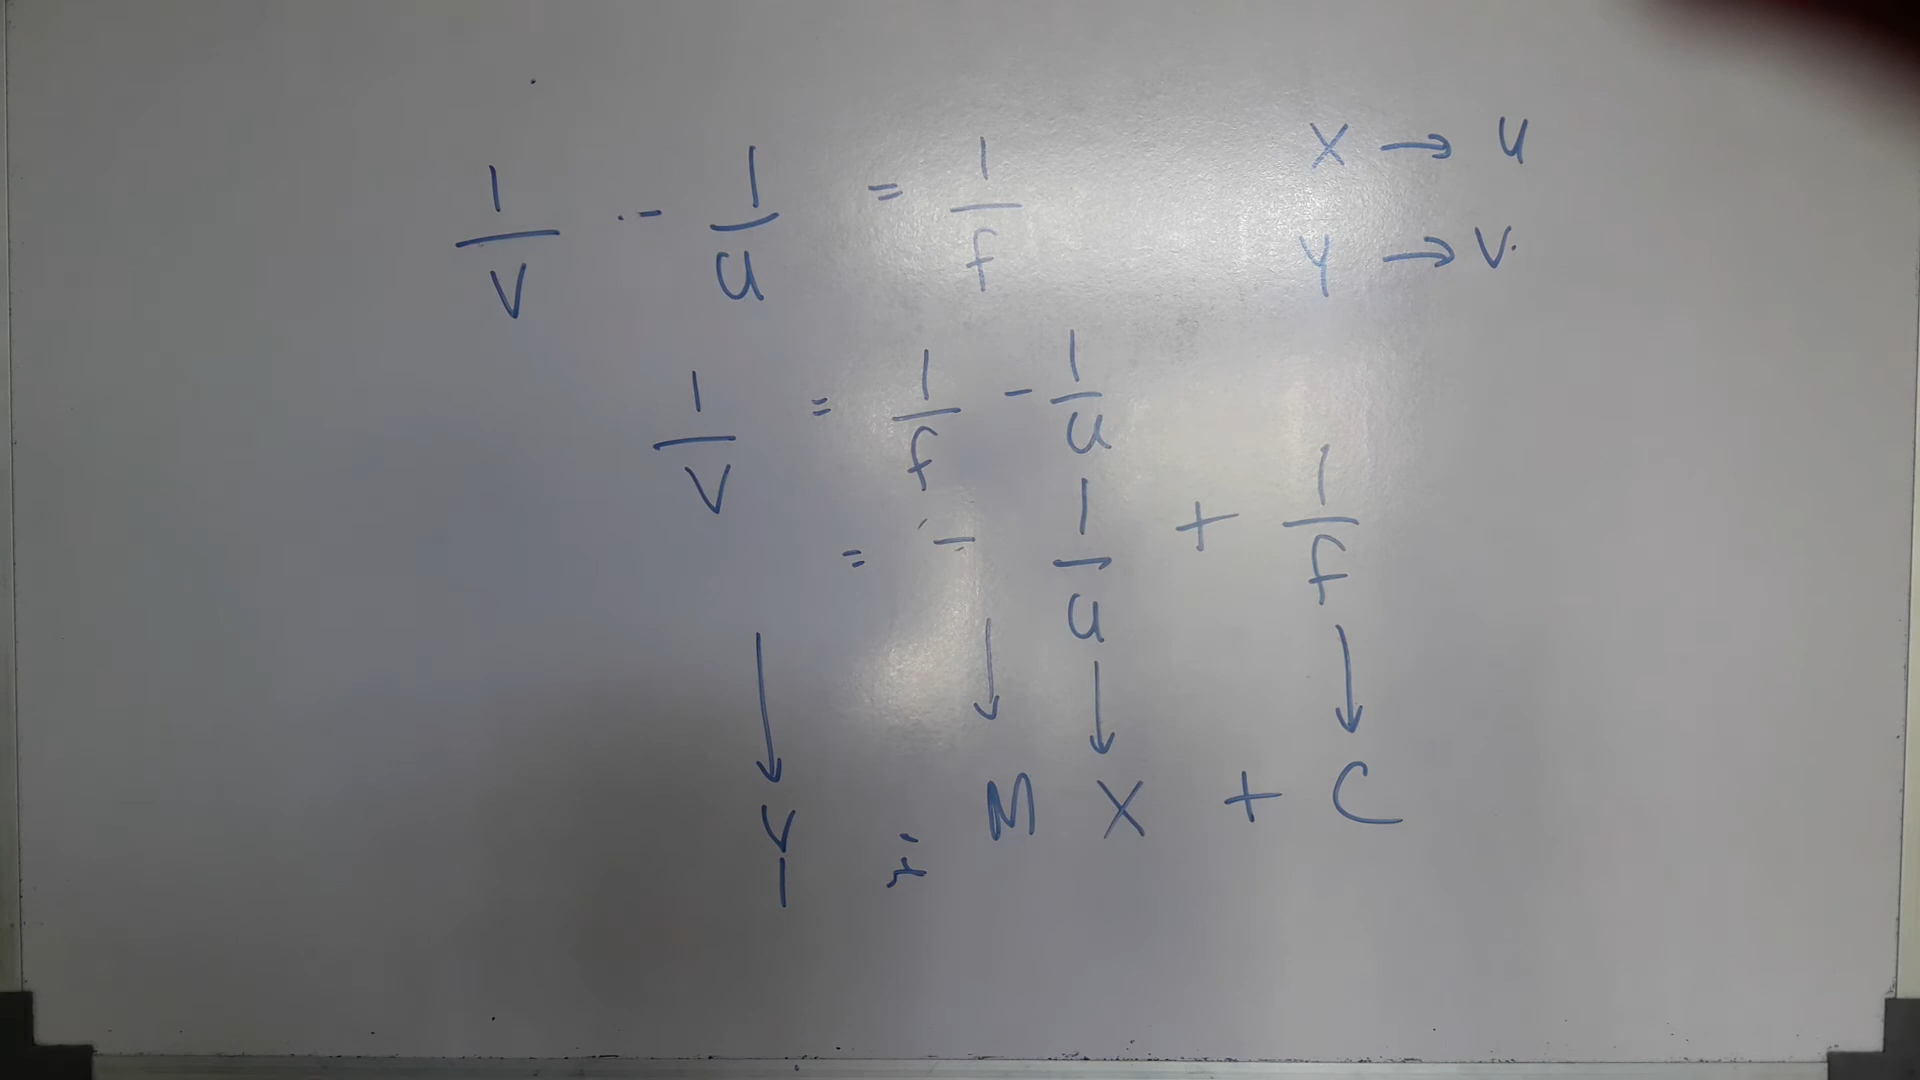 1/v - 1/u = 1/f
x → u
y → v
1/v = 1/f - 1/u
= - 1/u + 1/f
↓ ↓ ↓ ↓
y = M X + C